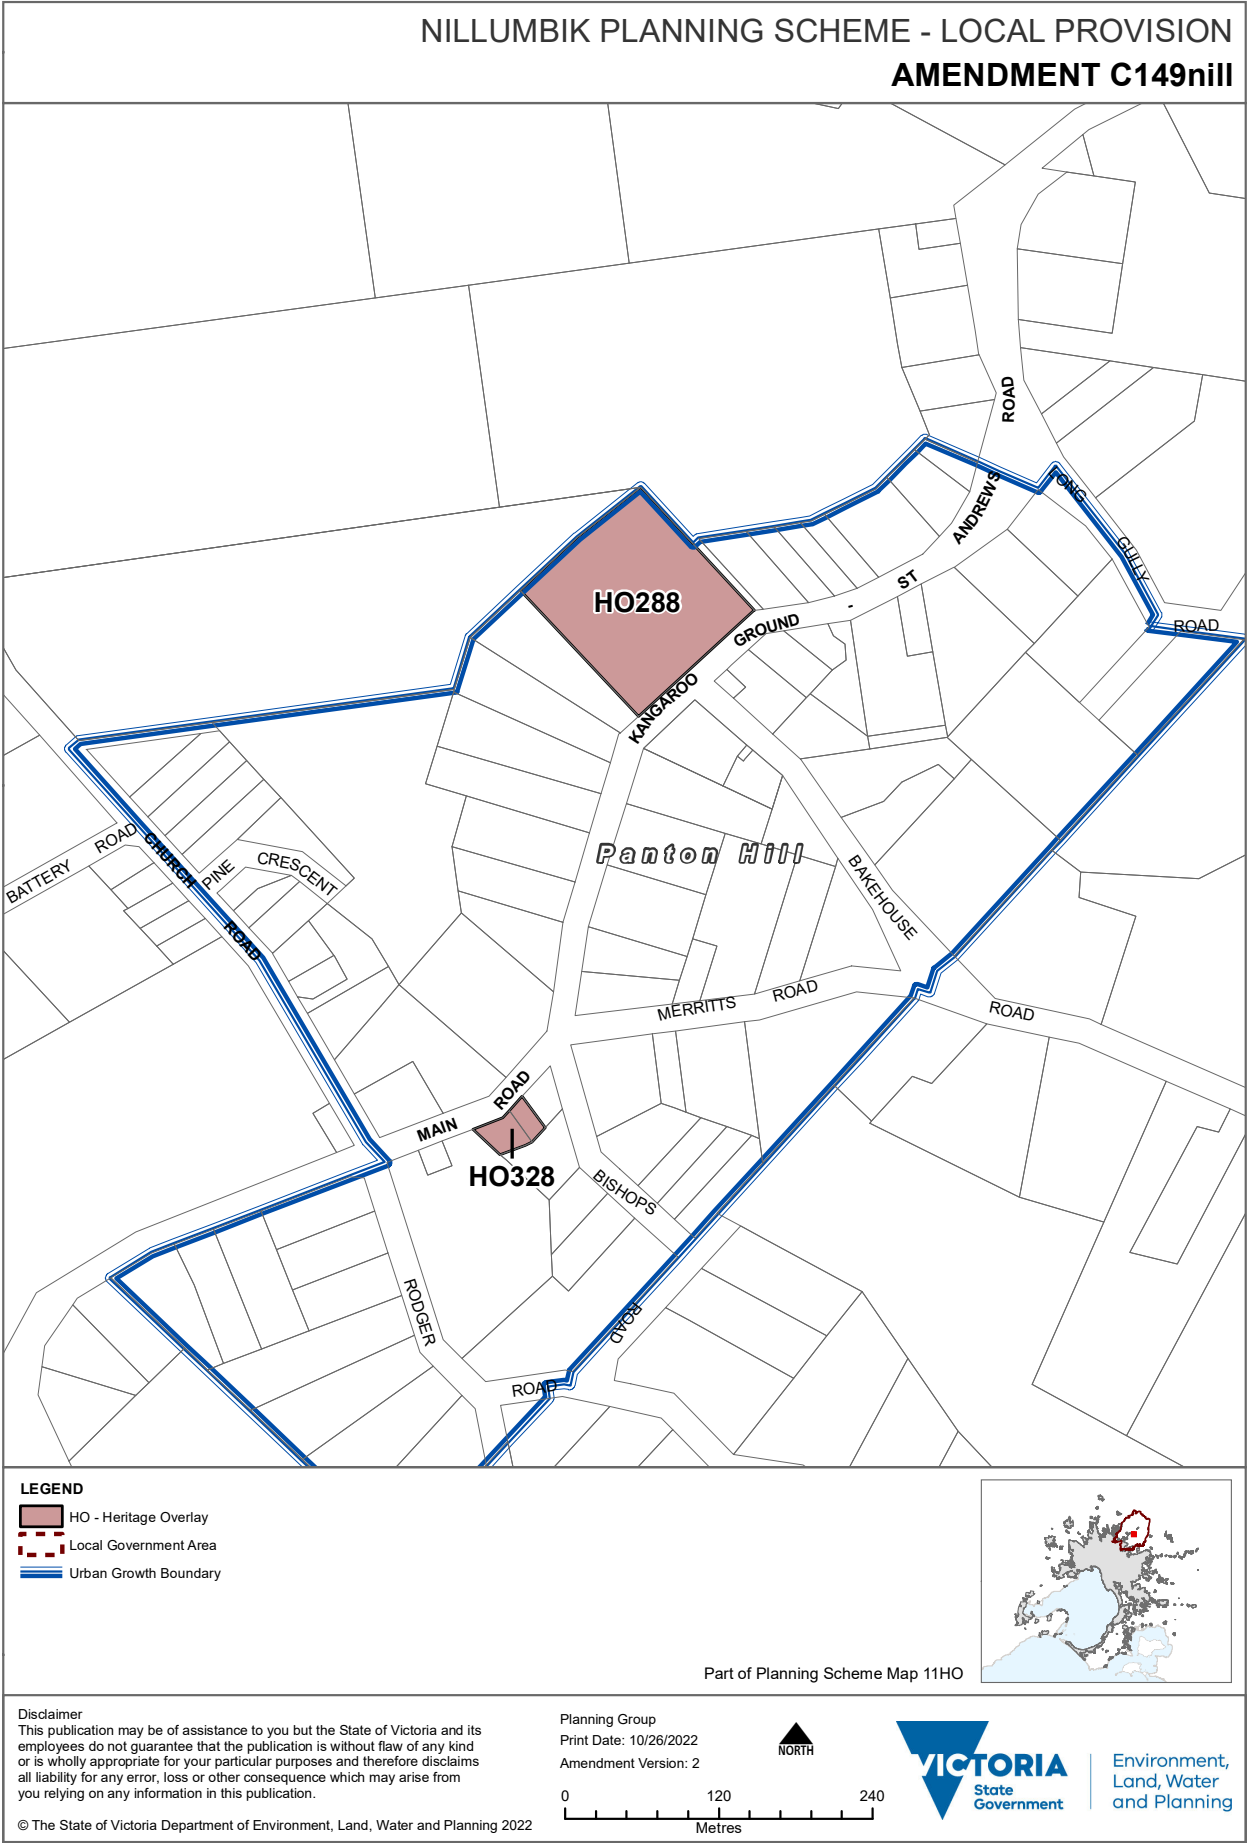 NILLUMBIK PLANNING SCHEME - LOCAL PROVISION
AMENDMENT C149nill
ROAD
LONG
ANDREWS
GULLY
ST
-
HO288
GROUND
ROAD
KANGAROO
ROAD
CHURCH
BATTERY
PINE
CRESCENT
Panton Hill
BAKEHOUSE
ROAD
MERRITTS
ROAD
ROAD
ROAD
MAIN
HO328
BISHOPS
RODGER
ROAD
ROAD
LEGEND
HO - Heritage Overlay
Local Government Area
Urban Growth Boundary
Part of Planning Scheme Map 11HO
Disclaimer
This publication may be of assistance to you but the State of Victoria and its
employees do not guarantee that the publication is without flaw of any kind
or is wholly appropriate for your particular purposes and therefore disclaims
all liability for any error, loss or other consequence which may arise from
you relying on any information in this publication.
© The State of Victoria Department of Environment, Land, Water and Planning 2022
Planning Group
Print Date: 10/26/2022
Amendment Version: 2
NORTH
0 120 240
Metres
VICTORIA
State
Government
Environment,
Land, Water
and Planning